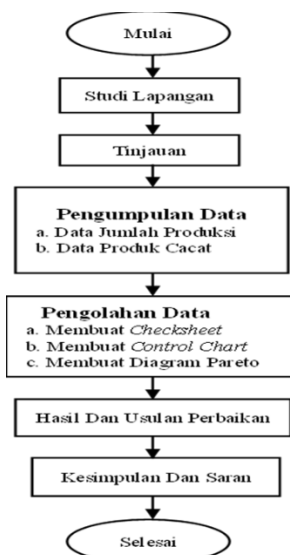 Mulai
Studi Lapangan
Tinjauan
Pengumpulan Data
a. Data Jumlah Produksi
b. Data Produk Cacat
Pengolahan Data
a. Membuat Checksheet
b. Membuat Control Chart
c. Membuat Diagram Pareto
Hasil Dan Usulan Perbaikan
Kesimpulan Dan Saran
Selesai